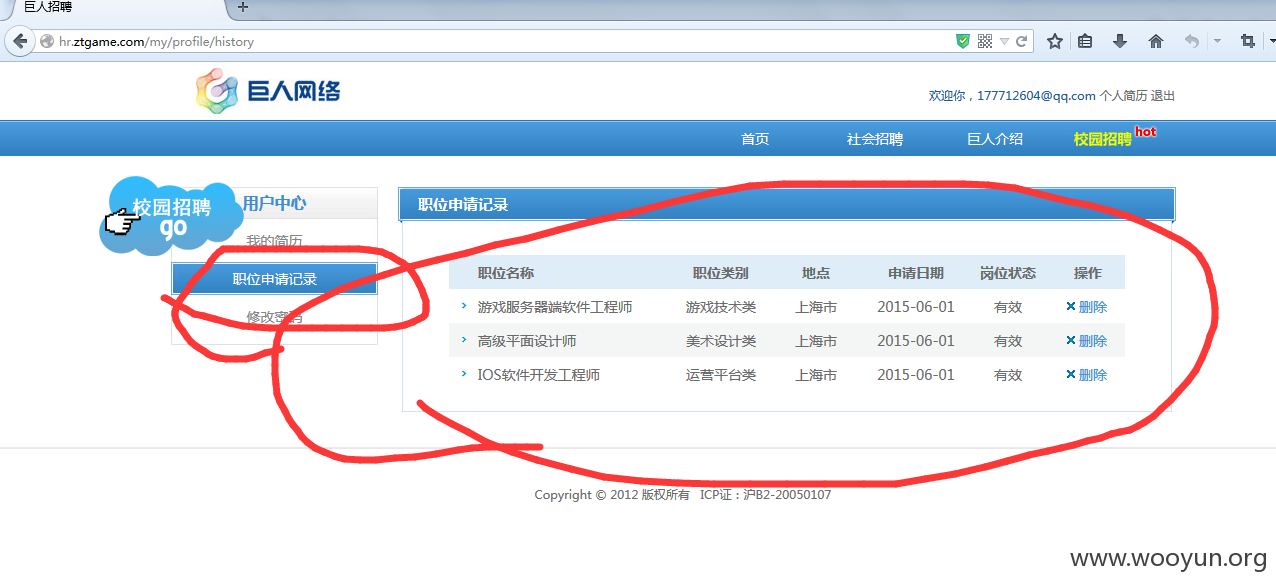 巨人招聘
hr.ztgame.com/my/profile/history
巨人网络
欢迎你，177712604@qq.com 个人简历 退出
首页 社会招聘 巨人介绍 校园招聘 hot
校园招聘
go
用户中心
我的简历
职位申请记录
修改密码
职位申请记录
职位名称 职位类别 地点 申请日期 岗位状态 操作
游戏服务器端软件工程师 游戏技术类 上海市 2015-06-01 有效 删除
高级平面设计师 美术设计类 上海市 2015-06-01 有效 删除
IOS软件开发工程师 运营平台类 上海市 2015-06-01 有效 删除
Copyright © 2012 版权所有 ICP证：沪B2-20050107
www.wooyun.org